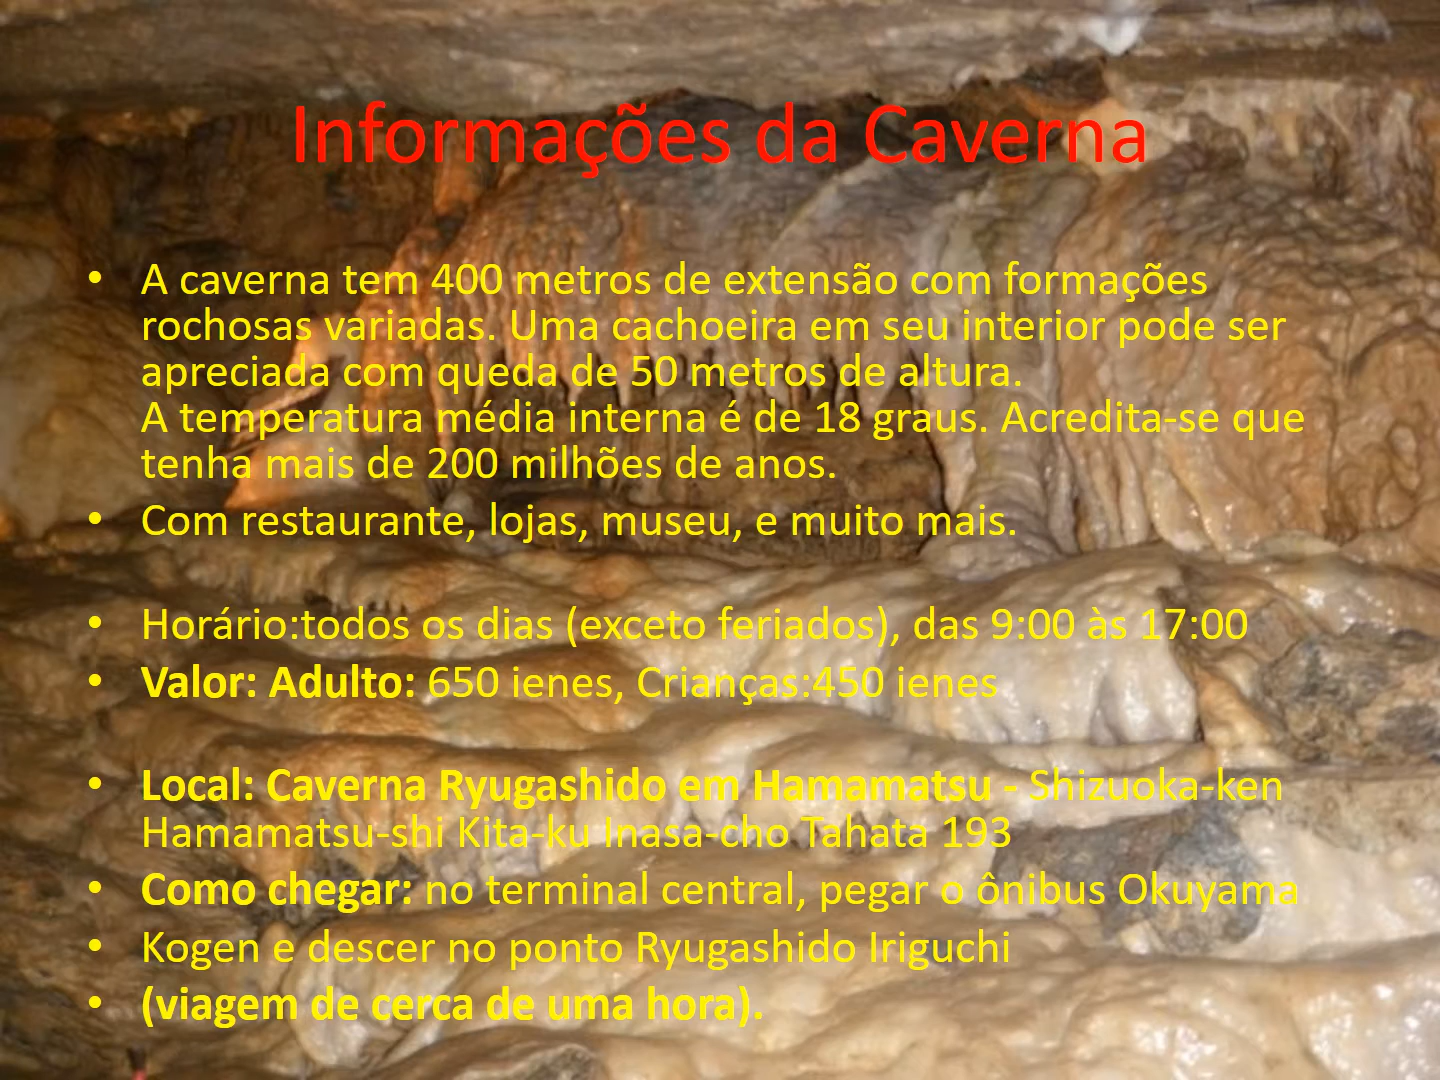 Informações da Caverna
• A caverna tem 400 metros de extensão com formações
rochosas variadas. Uma cachoeira em seu interior pode ser
apreciada com queda de 50 metros de altura.
A temperatura média interna é de 18 graus. Acredita-se que
tenha mais de 200 milhões de anos.
• Com restaurante, lojas, museu, e muito mais.
• Horário:todos os dias (exceto feriados), das 9:00 às 17:00
• Valor: Adulto: 650 ienes, Crianças:450 ienes
• Local: Caverna Ryugashido em Hamamatsu - Shizuoka-ken
Hamamatsu-shi Kita-ku Inasa-cho Tahata 193
• Como chegar: no terminal central, pegar o ônibus Okuyama
• Kogen e descer no ponto Ryugashido Iriguchi
• (viagem de cerca de uma hora).